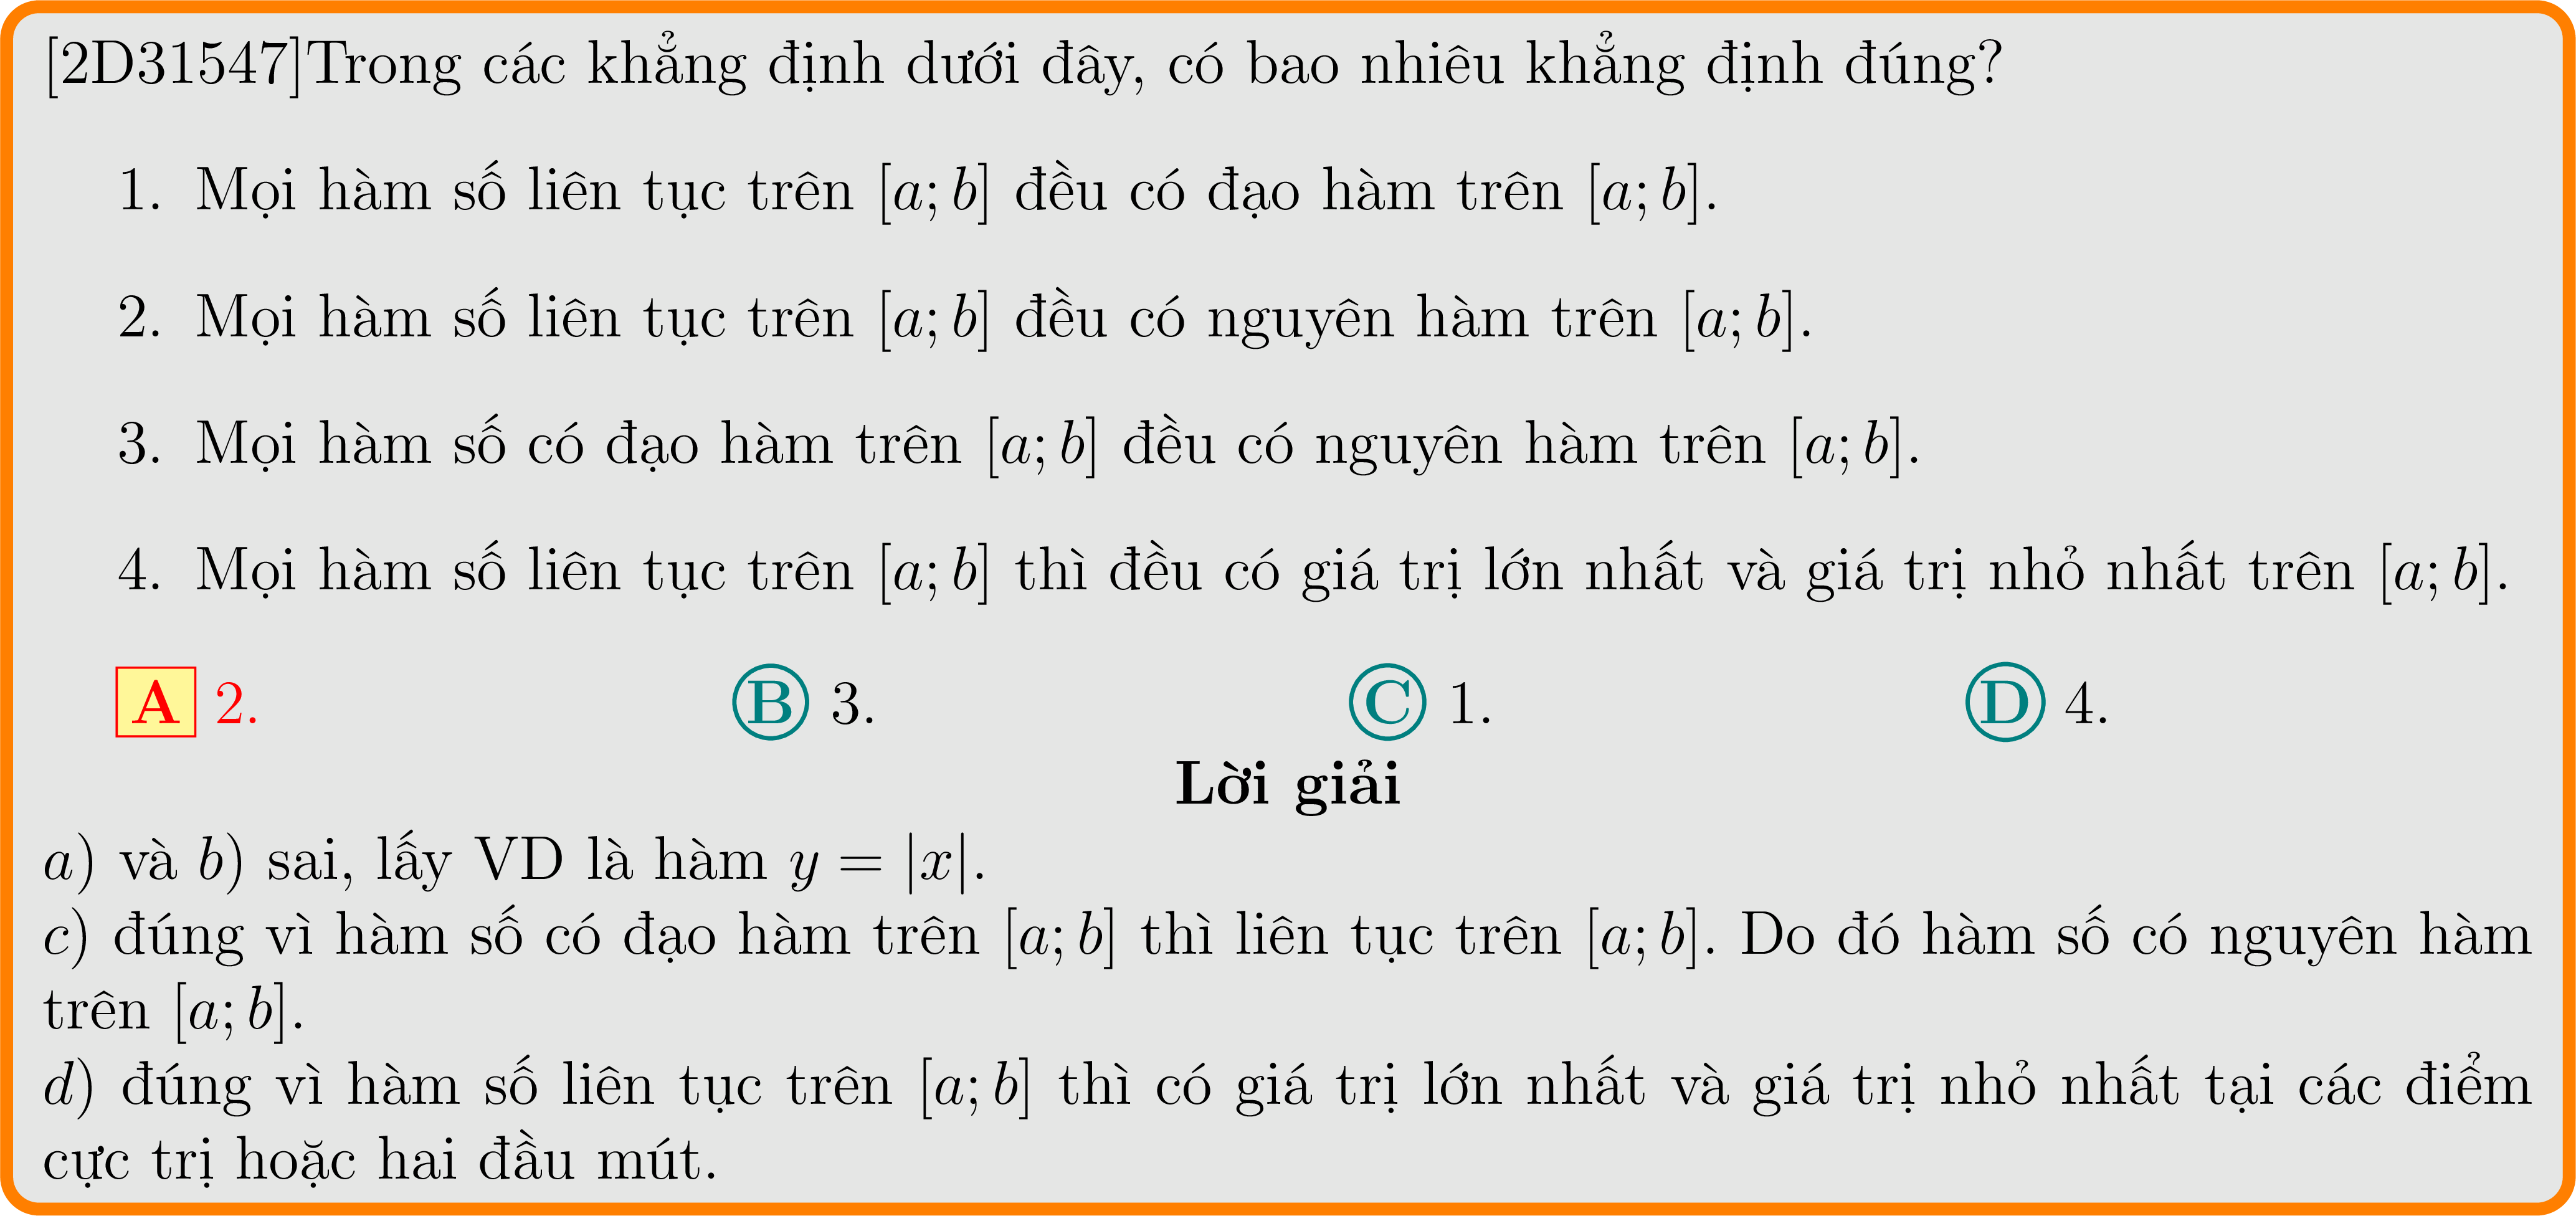 [2D31547]Trong các khẳng định dưới đây, có bao nhiêu khẳng định đúng?
1. Mọi hàm số liên tục trên [a; b] đều có đạo hàm trên [a; b].
2. Mọi hàm số liên tục trên [a; b] đều có nguyên hàm trên [a; b].
3. Mọi hàm số có đạo hàm trên [a; b] đều có nguyên hàm trên [a; b].
4. Mọi hàm số liên tục trên [a; b] thì đều có giá trị lớn nhất và giá trị nhỏ nhất trên [a; b].
A 2. B 3. C 1. D 4.
Lời giải
a) và b) sai, lấy VD là hàm y = |x|.
c) đúng vì hàm số có đạo hàm trên [a; b] thì liên tục trên [a; b]. Do đó hàm số có nguyên hàm
trên [a; b].
d) đúng vì hàm số liên tục trên [a; b] thì có giá trị lớn nhất và giá trị nhỏ nhất tại các điểm
cực trị hoặc hai đầu mút.